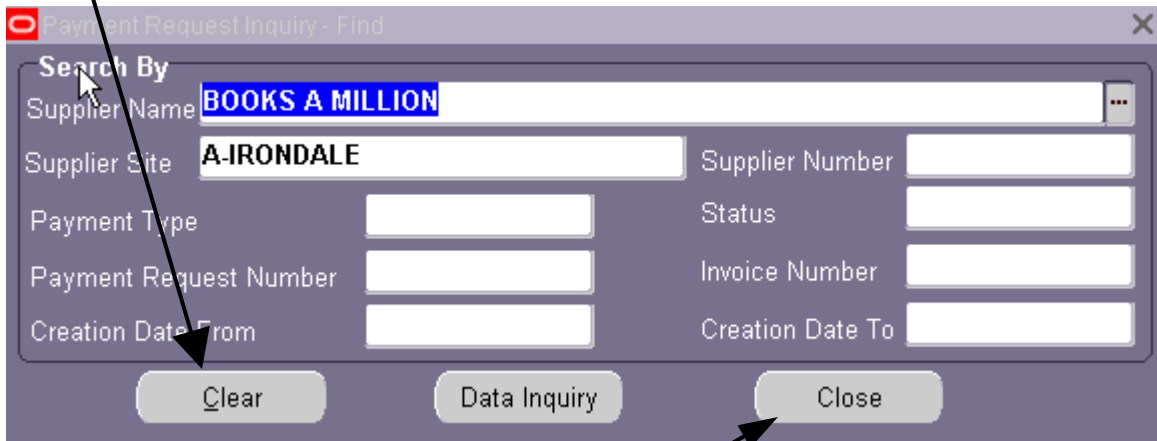 Payment Request Inquiry - Find
Search By
Supplier Name BOOKS A MILLION ...
Supplier Site A-IRONDALE Supplier Number
Payment Type Status
Payment Request Number Invoice Number
Creation Date From Creation Date To
Clear Data Inquiry Close